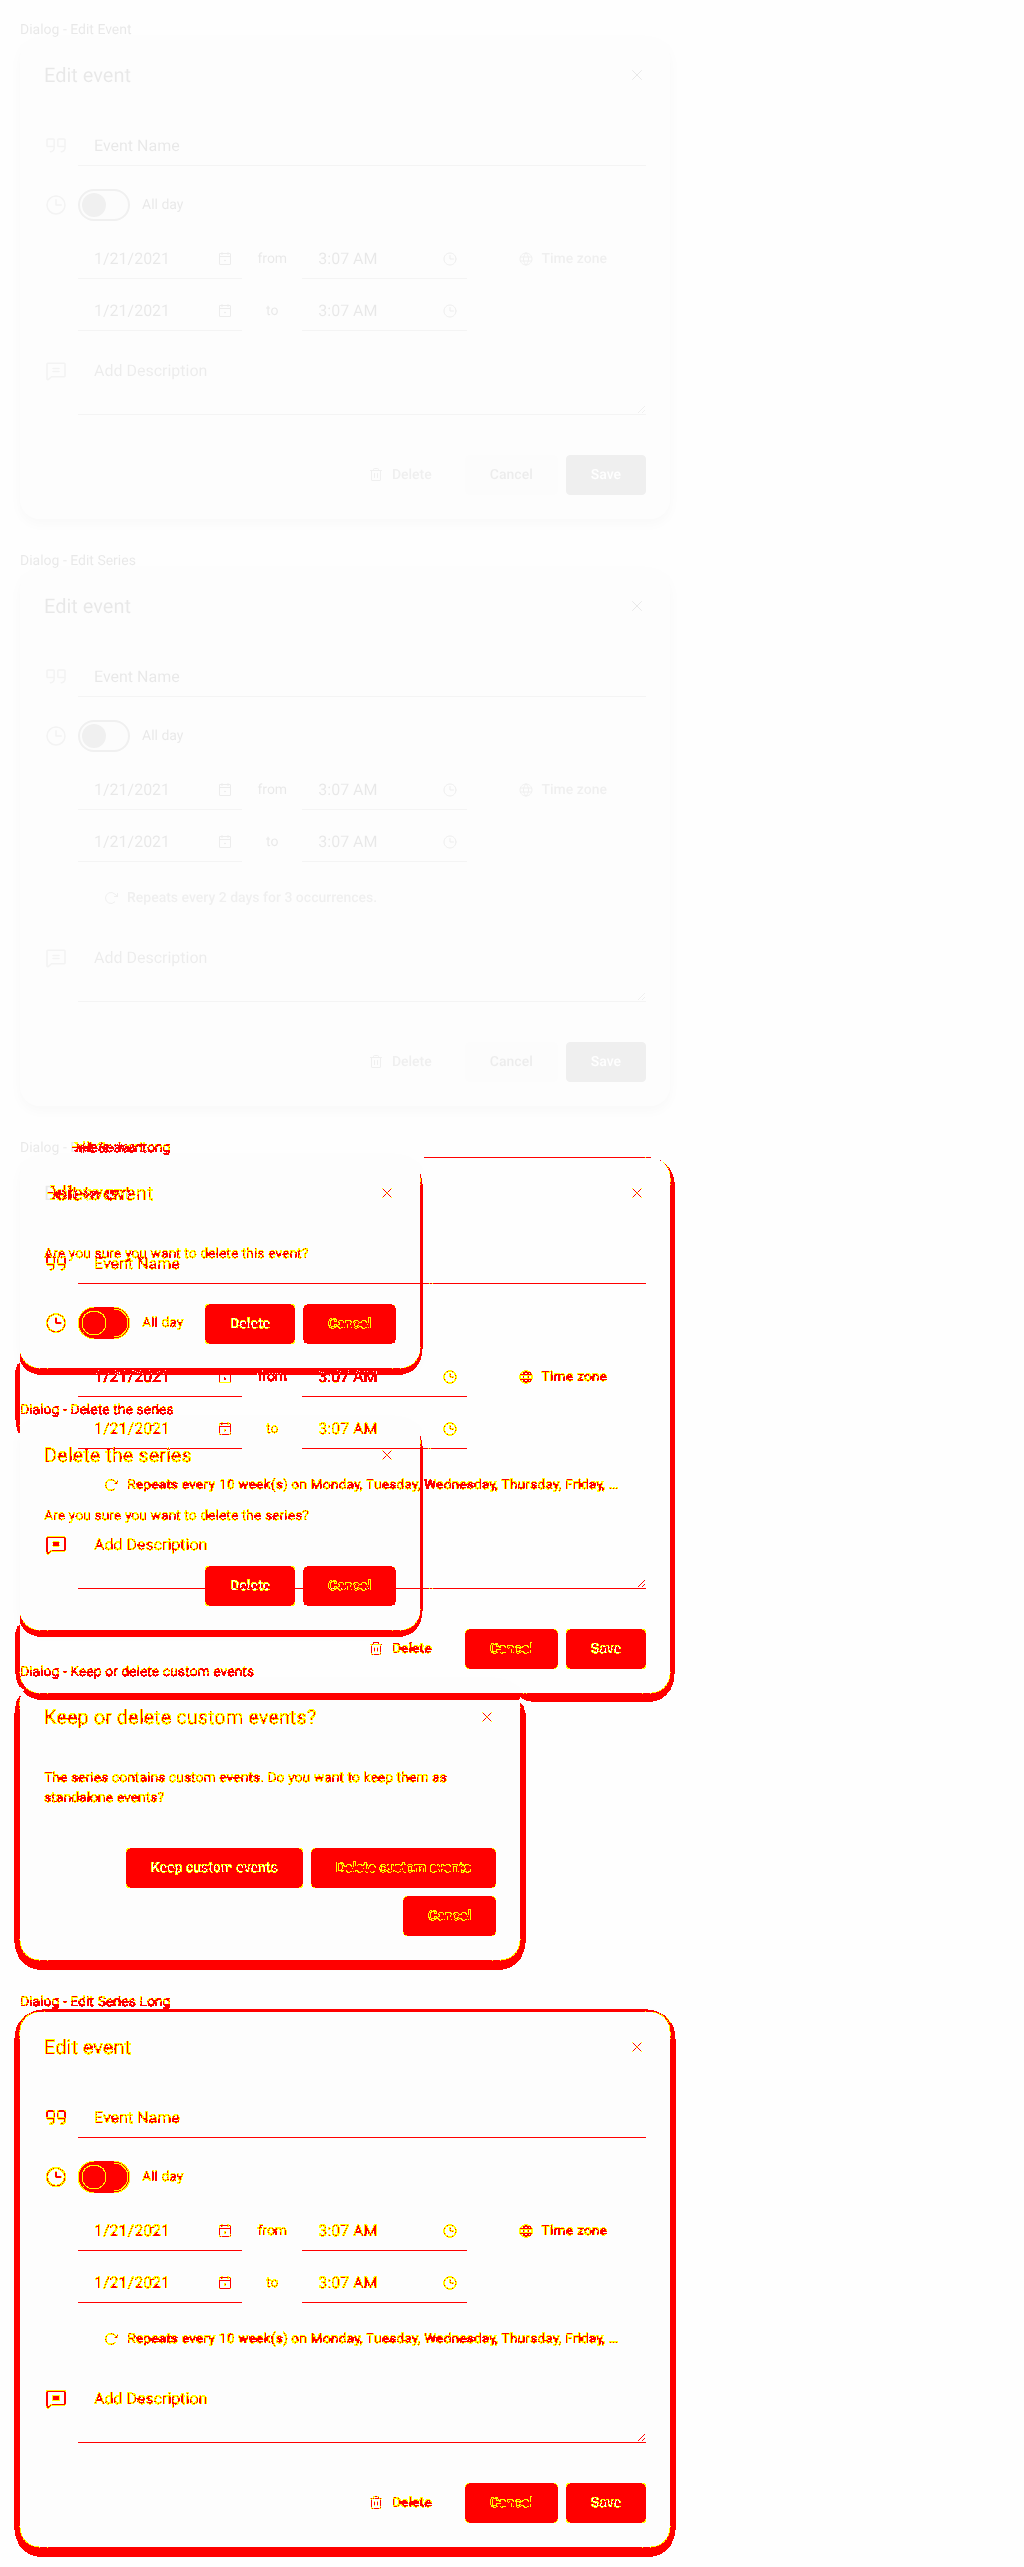 Dialog - Edit Event
Edit event
Event Name
All day
1/21/2021 from 3:07 AM Time zone
1/21/2021 to 3:07 AM
Add Description
Delete Cancel Save
Dialog - Edit Series
Edit event
Event Name
All day
1/21/2021 from 3:07 AM Time zone
1/21/2021 to 3:07 AM
Repeats every 2 days for 3 occurrences.
Add Description
Delete Cancel Save
Dialog -
event
Are you sure you want to delete this event?
Event Name
All day Delete Cancel
1/21/2021 from 3:07 AM Time zone
Dialog - Delete the series
1/21/2021 to 3:07 AM
Delete the series
Repeats every 10 week(s) on Monday, Tuesday, Wednesday, Thursday, Friday, ...
Are you sure you want to delete the series?
Add Description
Delete Cancel
Delete Cancel Save
Dialog - Keep or delete custom events
Keep or delete custom events?
The series contains custom events. Do you want to keep them as
standalone events?
Keep custom events Delete custom events
Cancel
Dialog - Edit Series Long
Edit event
Event Name
All day
1/21/2021 from 3:07 AM Time zone
1/21/2021 to 3:07 AM
Repeats every 10 week(s) on Monday, Tuesday, Wednesday, Thursday, Friday, ...
Add Description
Delete Cancel Save